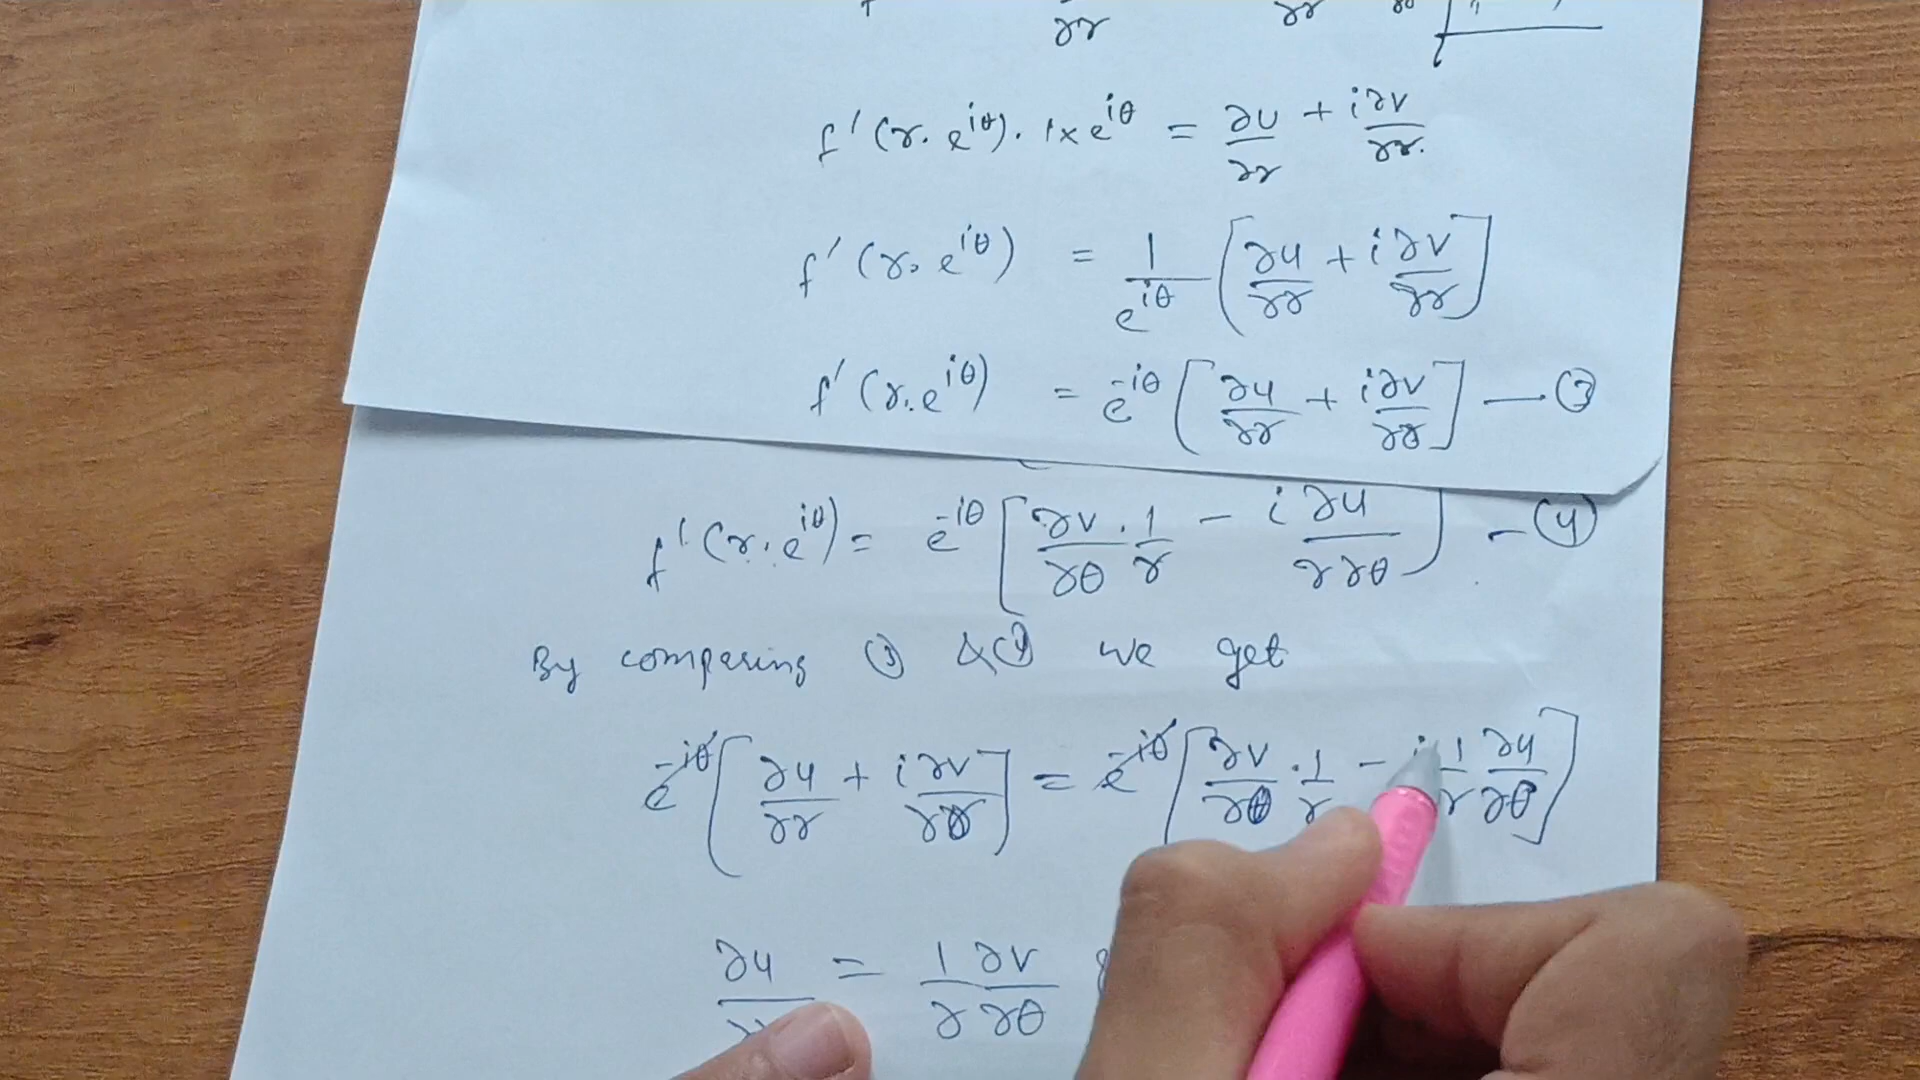 ∂r ∂r
f'(r.e^{iθ}). 1×e^{iθ} = ∂u/∂r + i∂v/∂r.
f'(r.e^{iθ}) = 1/e^{iθ} [∂u/∂r + i∂v/∂r]
f'(r.e^{iθ}) = e^{-iθ} [∂u/∂r + i∂v/∂r] — ③
f'(r.e^{iθ}) = e^{-iθ} [∂v/∂θ . 1/r - i∂u/r∂θ] - ④
By comparing ③ & ④ we get
e^{-iθ} [∂u/∂r + i∂v/∂r] = e^{-iθ} [∂v/∂θ . 1/r - i 1/r ∂u/∂θ]
∂u/∂r = 1/r ∂v/∂θ